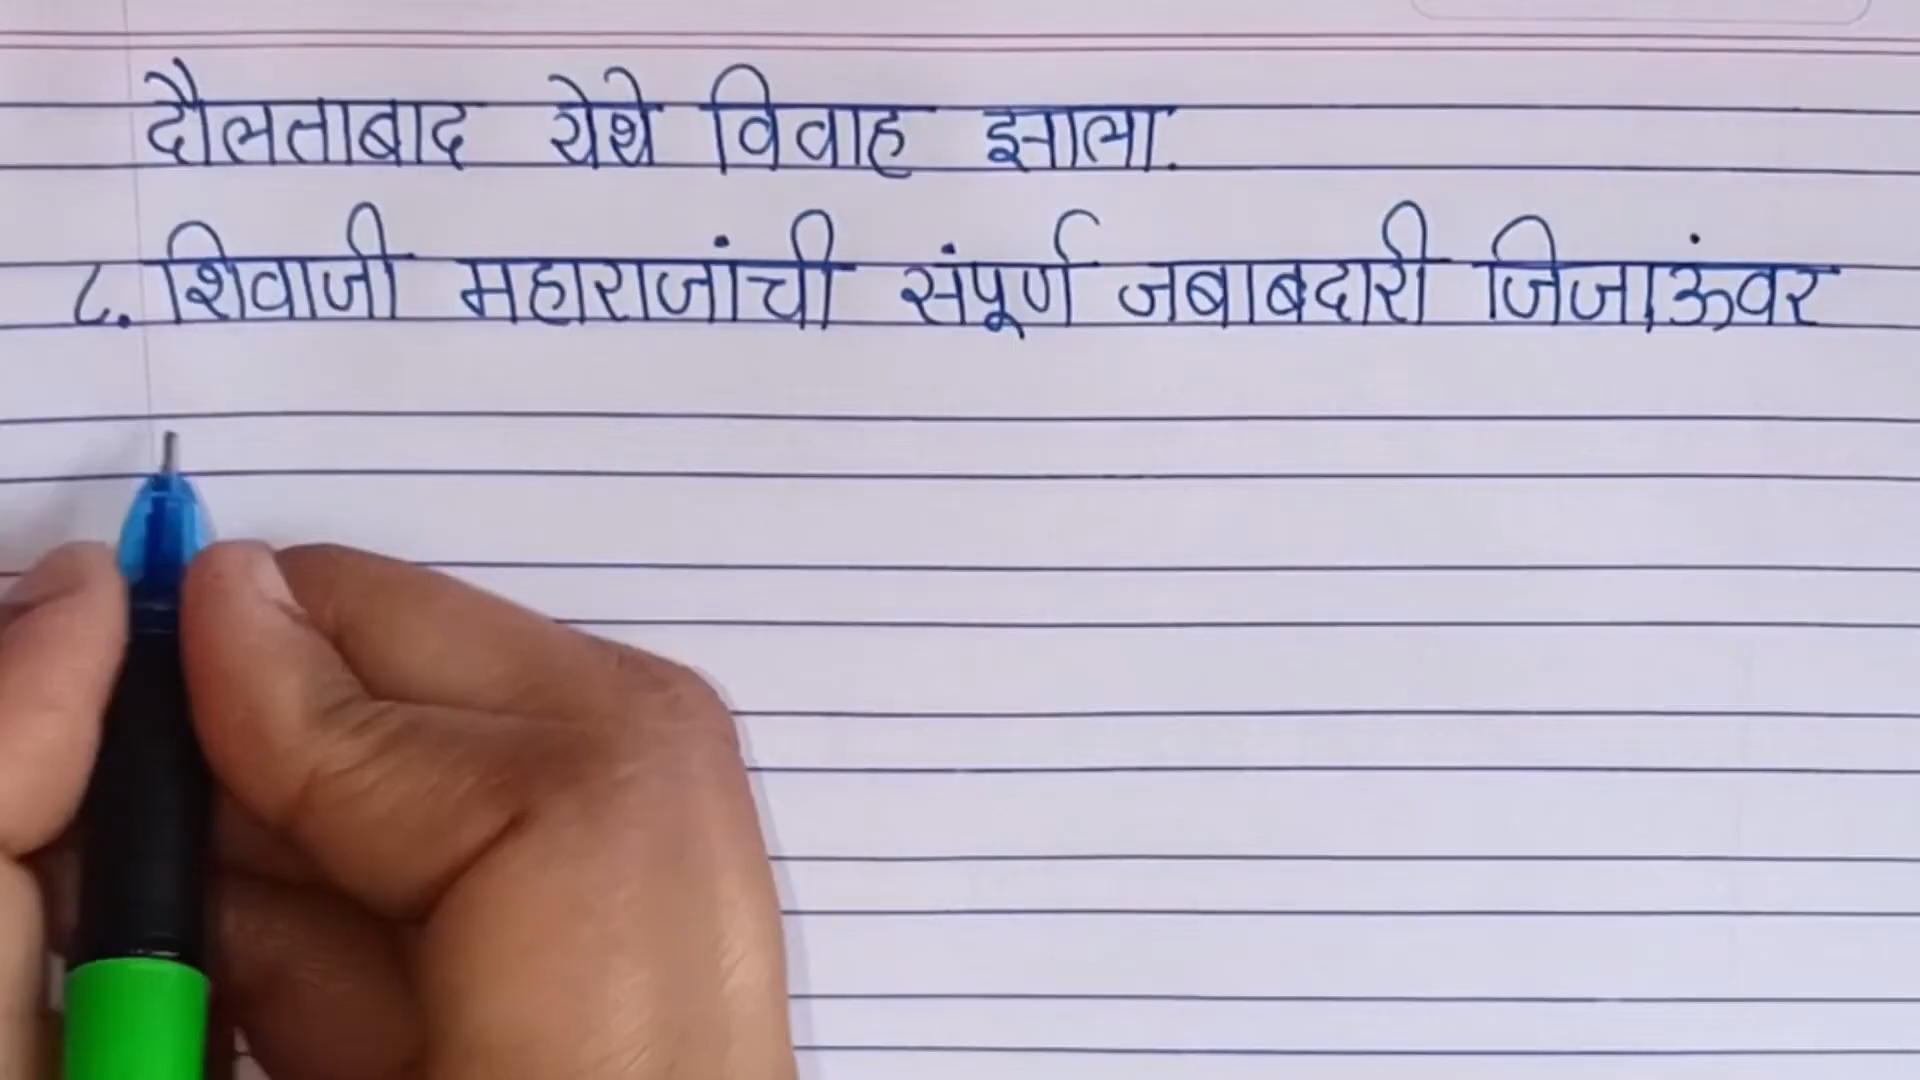 दौलताबाद येथे विवाह झाला.
८. शिवाजी महाराजांची संपूर्ण जबाबदारी जिजाऊंवर